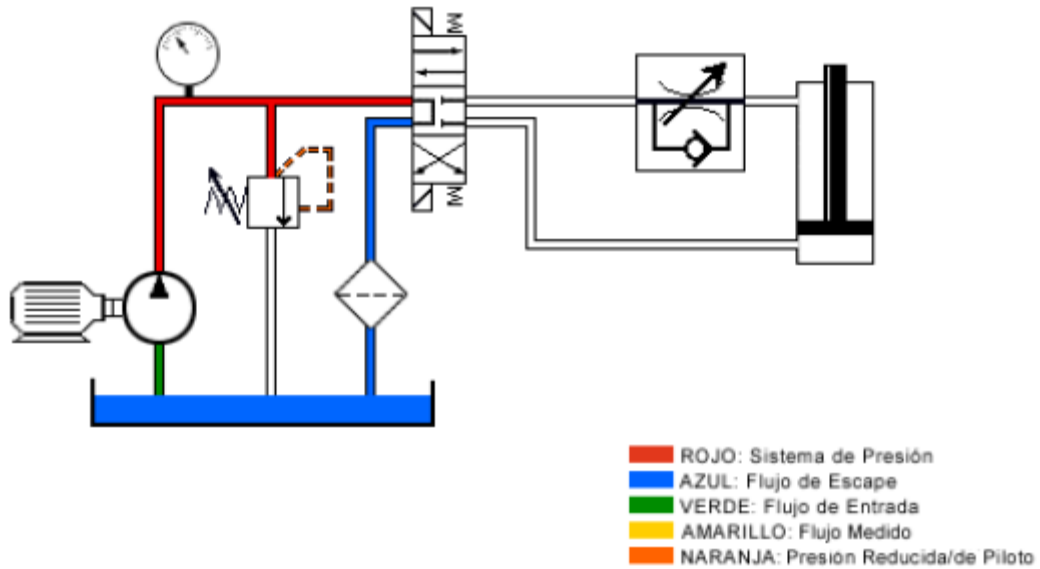 ROJO: Sistema de Presión
AZUL: Flujo de Escape
VERDE: Flujo de Entrada
AMARILLO: Flujo Medido
NARANJA: Presión Reducida/de Piloto